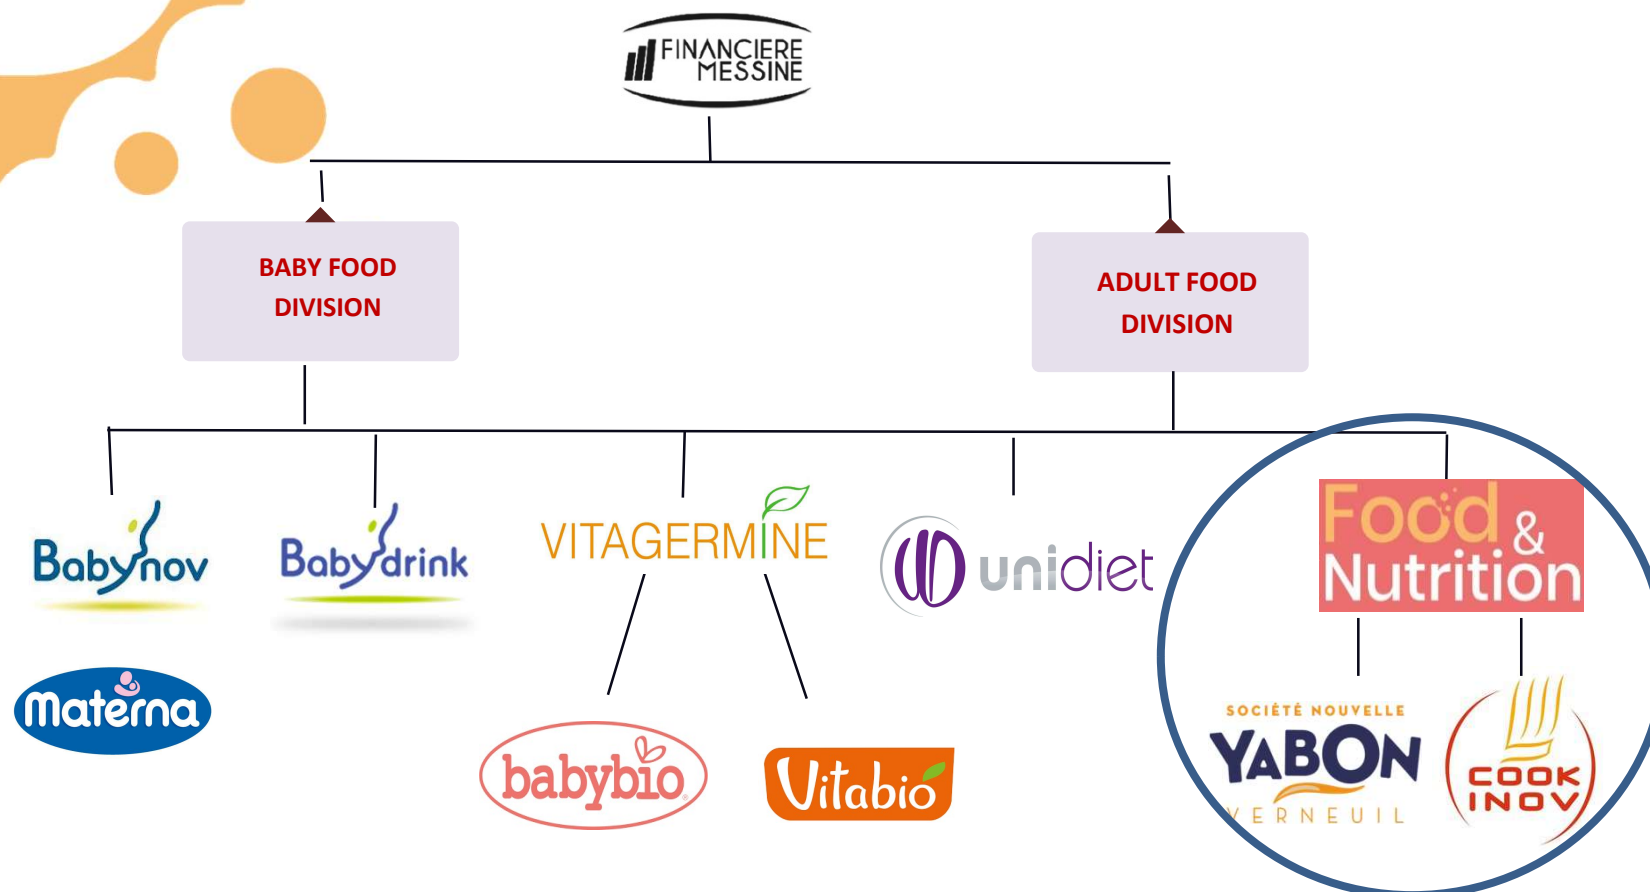 FINANCIERE
MESSINE
BABY FOOD
DIVISION
ADULT FOOD
DIVISION
Babynov
Babydrink
VITAGERMINE
unidiet
Food &
Nutrition
materna
babybio
Vitabio
SOCIÉTÉ NOUVELLE
YABON
VERNEUIL
COOK
INOV